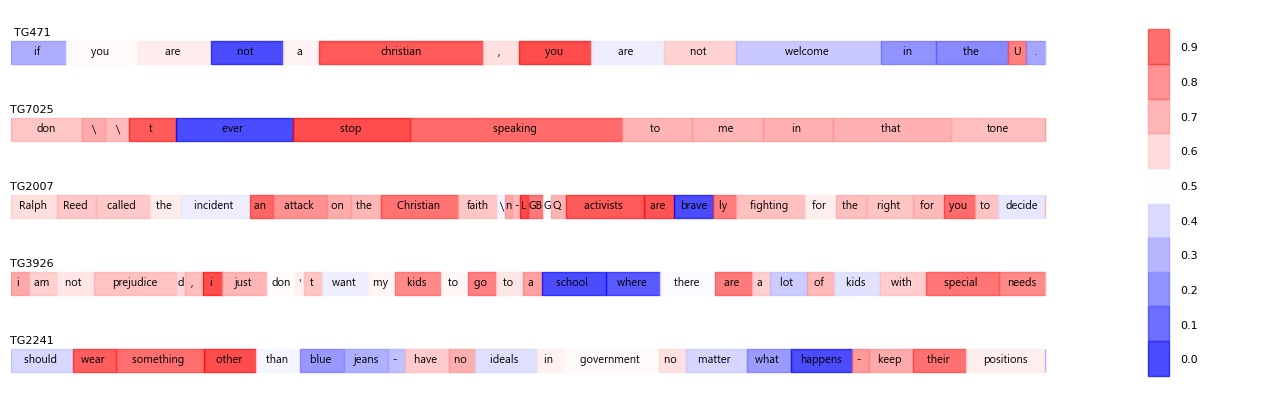 TG471
if you are not a christian , you are not welcome in the U .
TG7025
don \ \ t ever stop speaking to me in that tone
TG2007
Ralph Reed called the incident an attack on the Christian faith \ n - L GB G Q activists are brave ly fighting for the right for you to decide
TG3926
i am not prejudice d , i just don ' t want my kids to go to a school where there are a lot of kids with special needs
TG2241
should wear something other than blue jeans - have no ideals in government no matter what happens - keep their positions
0.9
0.8
0.7
0.6
0.5
0.4
0.3
0.2
0.1
0.0